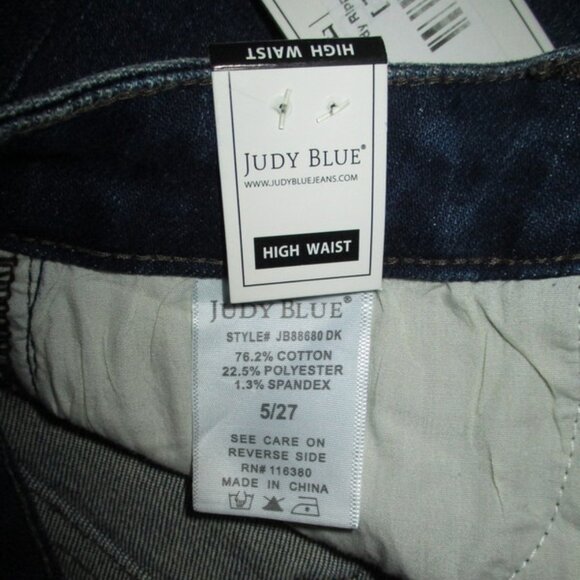 HIGH WAIST
JUDY BLUE®
WWW.JUDYBLUEJEANS.COM
HIGH WAIST
JUDY BLUE®
STYLE# JB88680 DK
76.2% COTTON
22.5% POLYESTER
1.3% SPANDEX
5/27
SEE CARE ON
REVERSE SIDE
RN# 116380
MADE IN CHINA